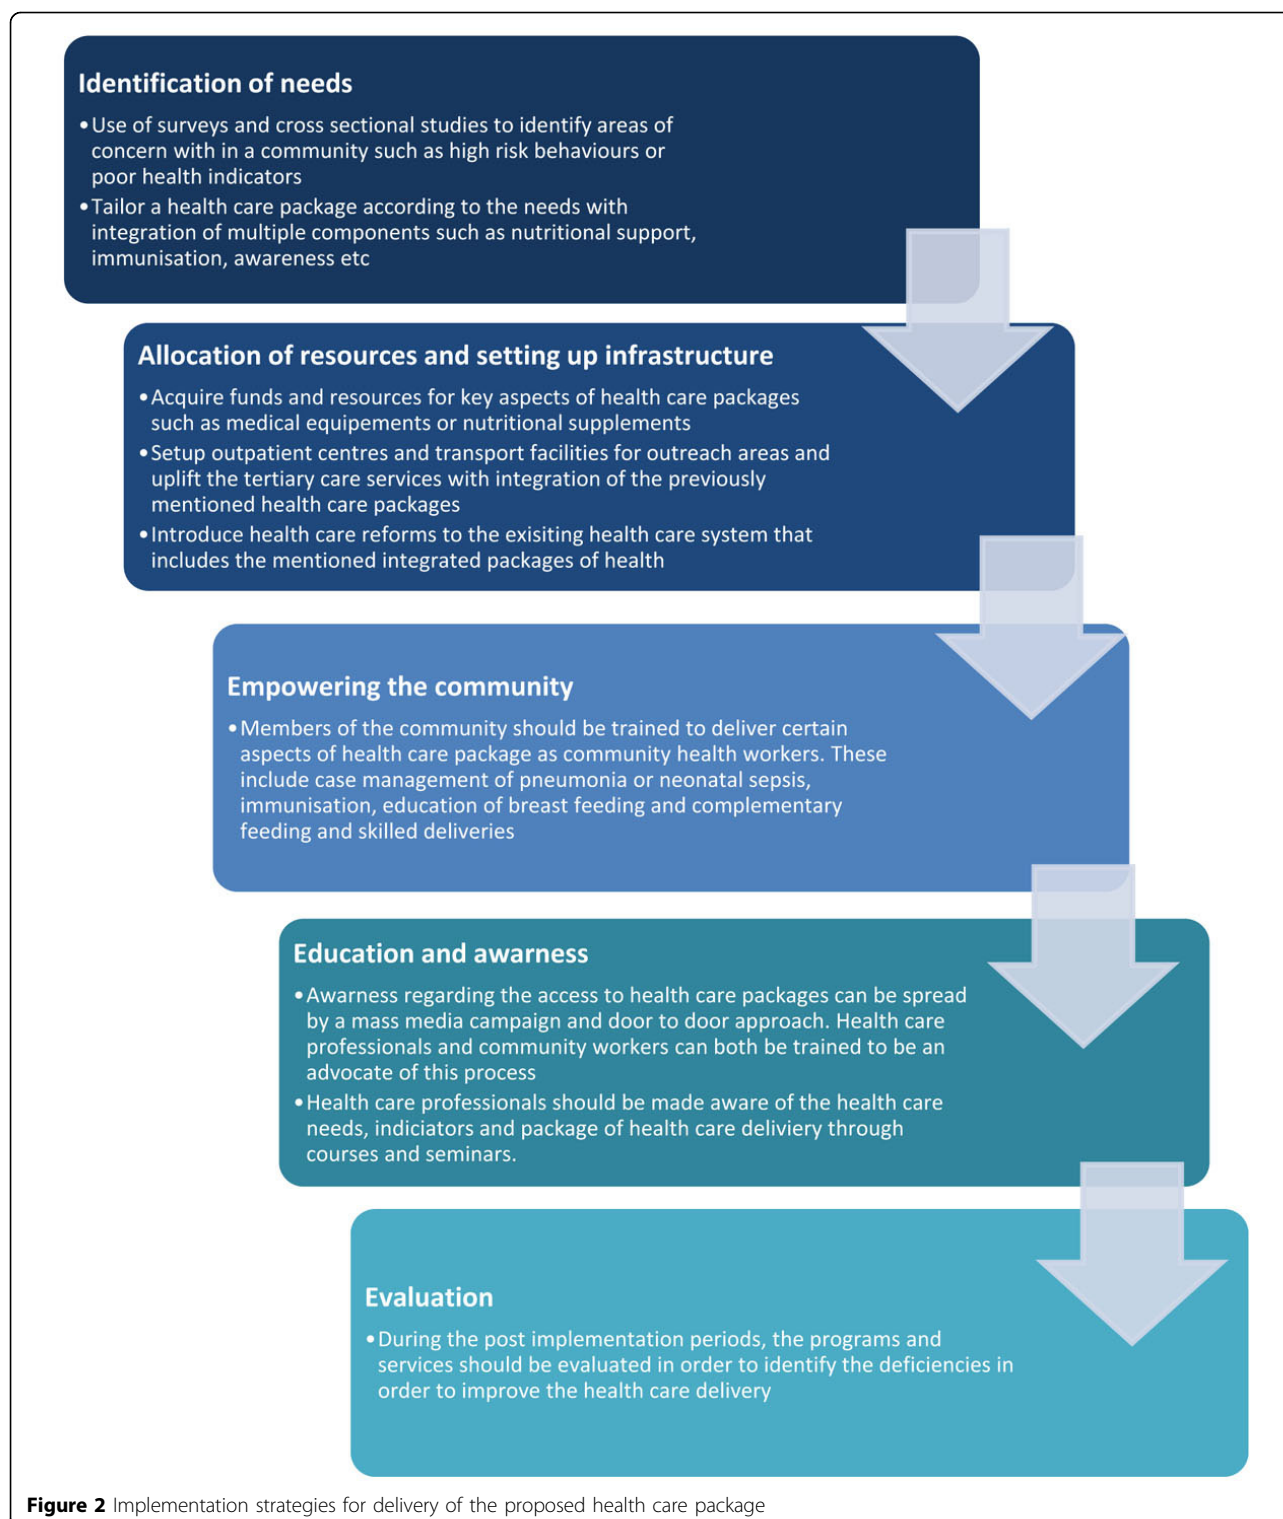 Identification of needs
•Use of surveys and cross sectional studies to identify areas of
concern with in a community such as high risk behaviours or
poor health indicators
•Tailor a health care package according to the needs with
integration of multiple components such as nutritional support,
immunisation, awareness etc
Allocation of resources and setting up infrastructure
•Acquire funds and resources for key aspects of health care packages
such as medical equipements or nutritional supplements
•Setup outpatient centres and transport facilities for outreach areas and
uplift the tertiary care services with integration of the previously
mentioned health care packages
•Introduce health care reforms to the exisiting health care system that
includes the mentioned integrated packages of health
Empowering the community
•Members of the community should be trained to deliver certain
aspects of health care package as community health workers. These
include case management of pneumonia or neonatal sepsis,
immunisation, education of breast feeding and complementary
feeding and skilled deliveries
Education and awarness
•Awarness regarding the access to health care packages can be spread
by a mass media campaign and door to door approach. Health care
professionals and community workers can both be trained to be an
advocate of this process
•Health care professionals should be made aware of the health care
needs, indiciators and package of health care deliviery through
courses and seminars.
Evaluation
•During the post implementation periods, the programs and
services should be evaluated in order to identify the deficiencies in
order to improve the health care delivery
Figure 2 Implementation strategies for delivery of the proposed health care package